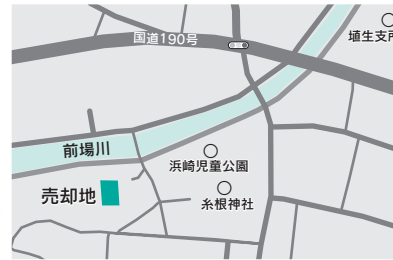 国道190号
埴生支所
前場川
浜崎児童公園
売却地
糸根神社